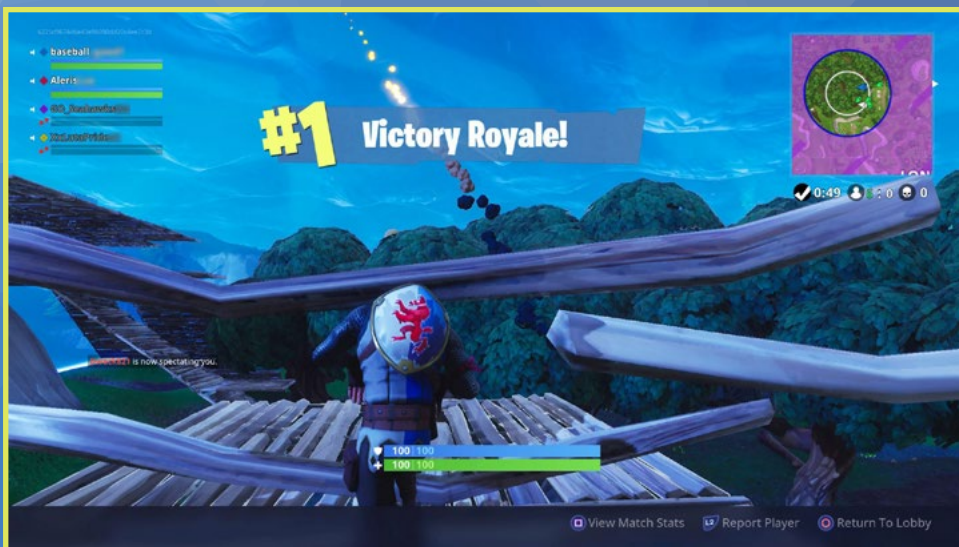 baseball
Aleris
#1 Victory Royale!
0:49 0 0
is now spectating you.
100 100
100 100
View Match Stats L2 Report Player Return To Lobby